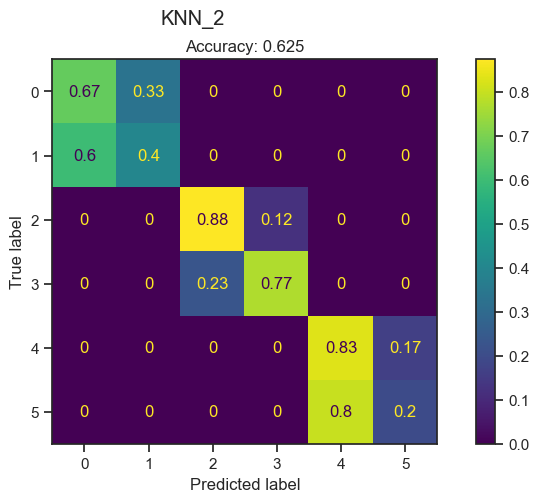 KNN_2
Accuracy: 0.625
True label
0 0.67 0.33 0 0 0 0
1 0.6 0.4 0 0 0 0
2 0 0 0.88 0.12 0 0
3 0 0 0.23 0.77 0 0
4 0 0 0 0 0.83 0.17
5 0 0 0 0 0.8 0.2
0 1 2 3 4 5
Predicted label
0.8
0.7
0.6
0.5
0.4
0.3
0.2
0.1
0.0